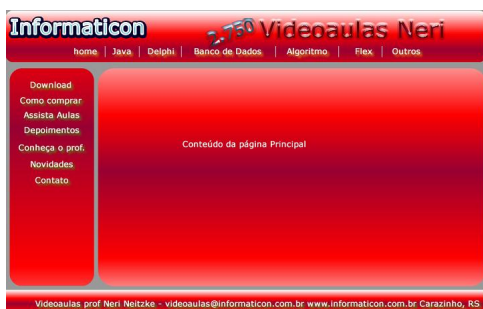 Informaticon 2.750 Videoaulas Neri
home | Java | Delphi | Banco de Dados | Algoritmo | Flex | Outros
Download
Como comprar
Assista Aulas
Depoimentos
Conheça o prof.
Novidades
Contato
Conteúdo da página Principal
Videoaulas prof Neri Neitzke - videoaulas@informaticon.com.br www.informaticon.com.br Carazinho, RS